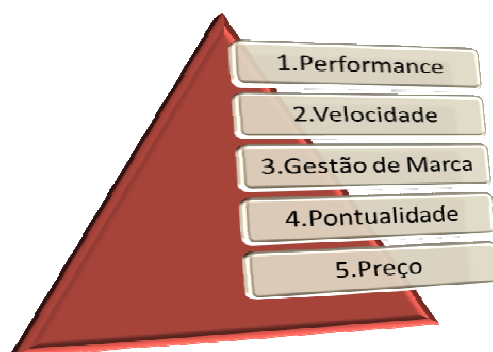 1.Performance
2.Velocidade
3.Gestão de Marca
4.Pontualidade
5.Preço